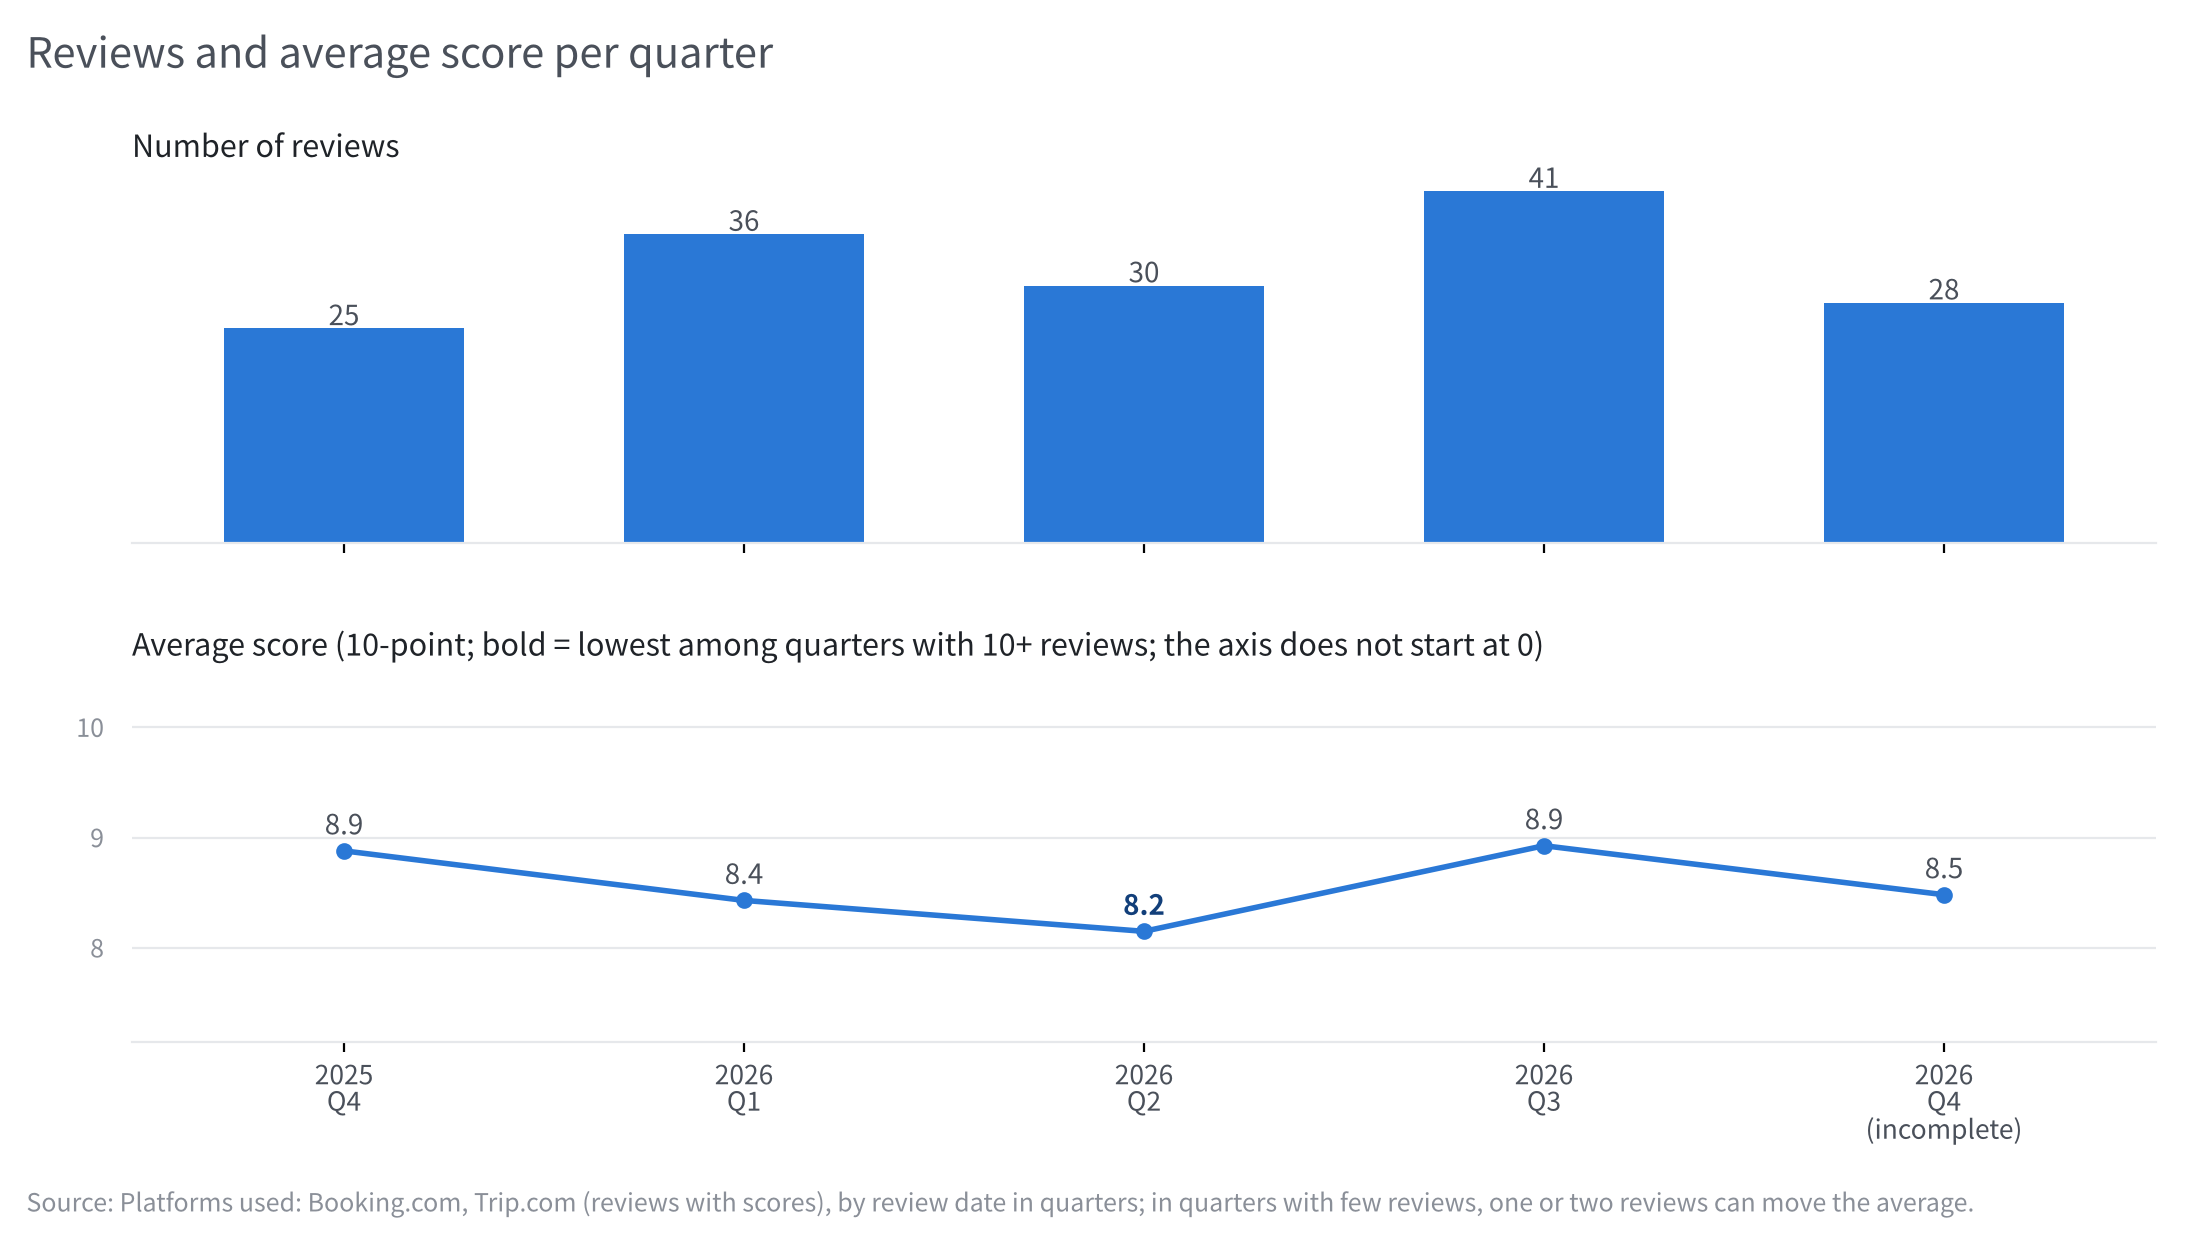 Reviews and average score per quarter
Number of reviews
25
36
30
41
28
Average score (10-point; bold = lowest among quarters with 10+ reviews; the axis does not start at 0)
10
9
8
8.9
8.4
8.2
8.9
8.5
2025
Q4
2026
Q1
2026
Q2
2026
Q3
2026
Q4
(incomplete)
Source: Platforms used: Booking.com, Trip.com (reviews with scores), by review date in quarters; in quarters with few reviews, one or two reviews can move the average.